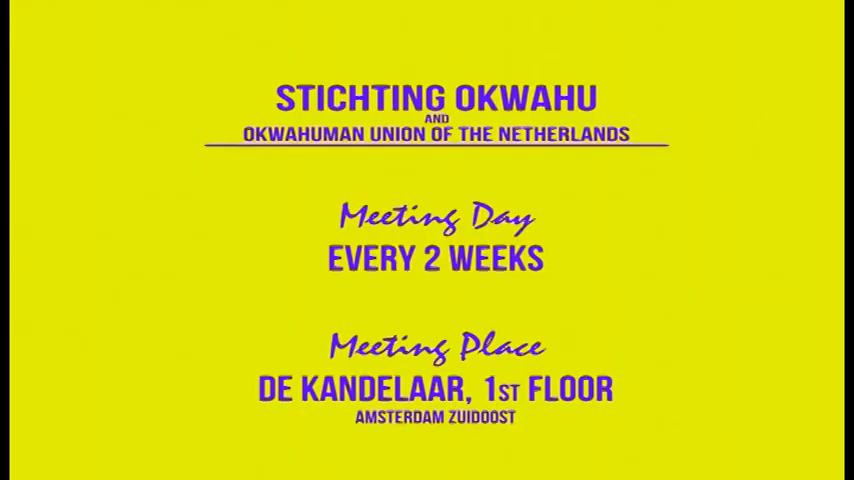 STICHTING OKWAHU
AND
OKWAHUMAN UNION OF THE NETHERLANDS
Meeting Day
EVERY 2 WEEKS
Meeting Place
DE KANDELAAR, 1ST FLOOR
AMSTERDAM ZUIDOOST